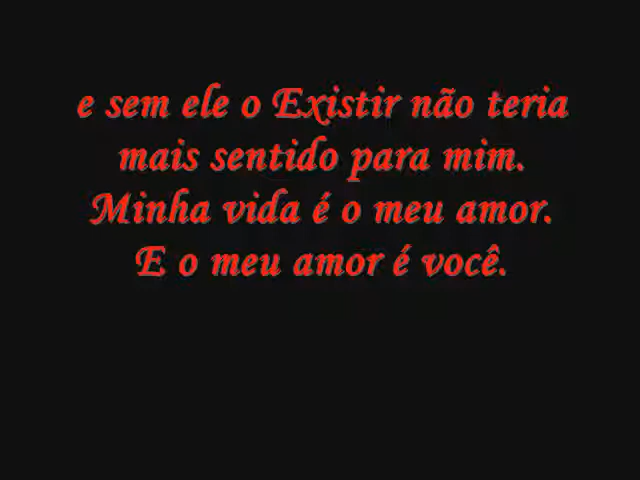 e sem ele o Existir não teria
mais sentido para mim.
Minha vida é o meu amor.
E o meu amor é você.